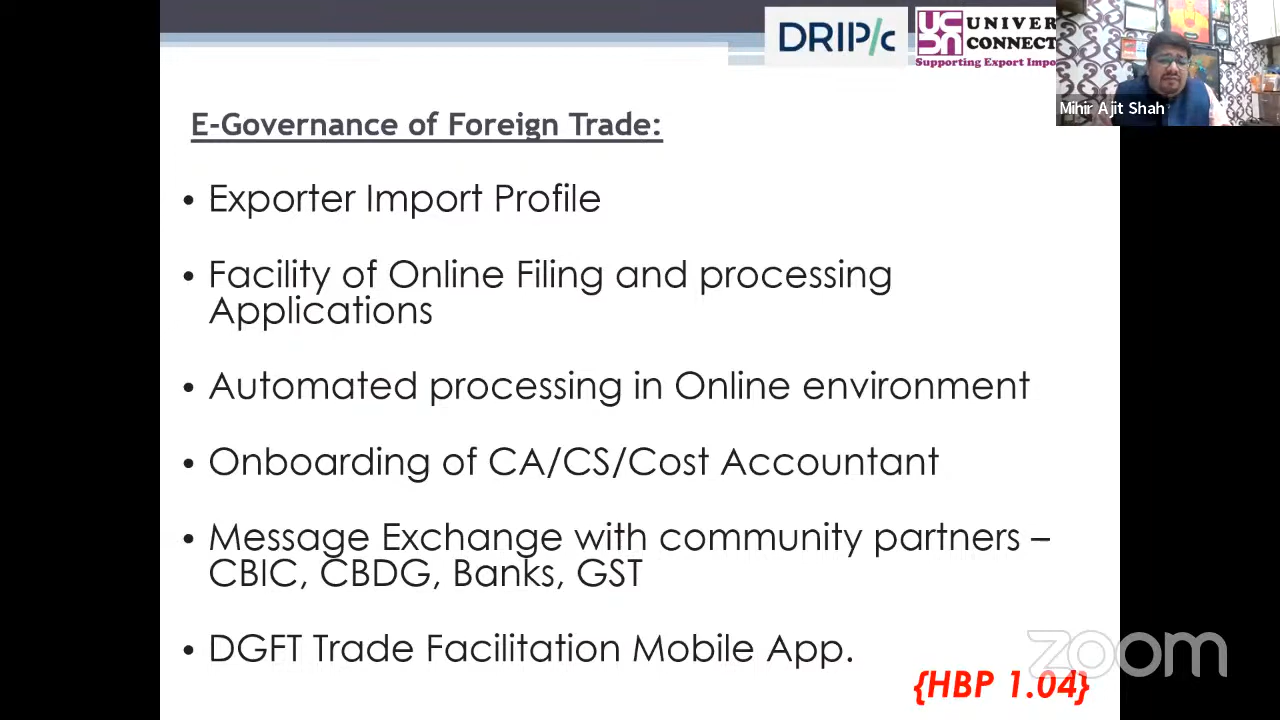 DRIP/c
UCDN UNIVER
CONNECT
Supporting Export Impo
Mihir Ajit Shah
E-Governance of Foreign Trade:
• Exporter Import Profile
• Facility of Online Filing and processing
Applications
• Automated processing in Online environment
• Onboarding of CA/CS/Cost Accountant
• Message Exchange with community partners –
CBIC, CBDG, Banks, GST
• DGFT Trade Facilitation Mobile App.
zoom
{HBP 1.04}